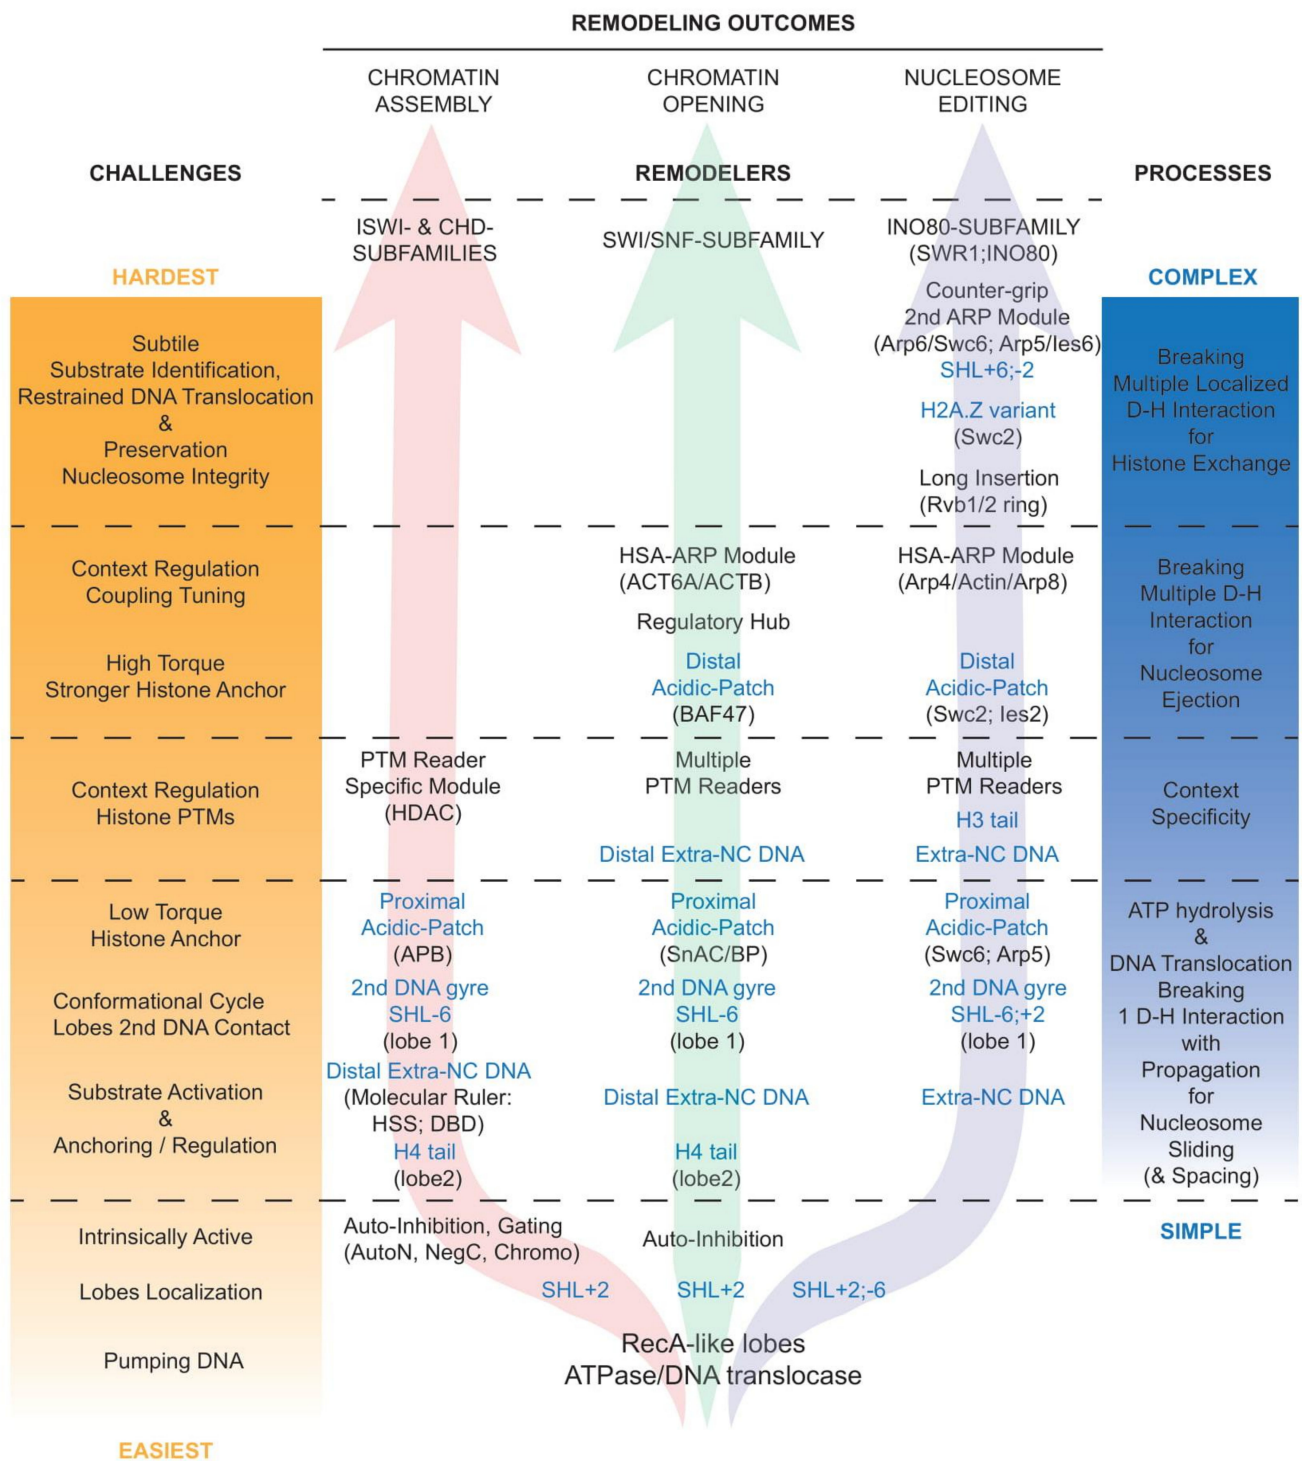 REMODELING OUTCOMES
CHROMATIN
ASSEMBLY
CHROMATIN
OPENING
NUCLEOSOME
EDITING
CHALLENGES
REMODELERS
PROCESSES
ISWI- & CHD-
SUBFAMILIES
SWI/SNF-SUBFAMILY
INO80-SUBFAMILY
(SWR1;INO80)
HARDEST
COMPLEX
Subtile
Substrate Identification,
Restrained DNA Translocation
&
Preservation
Nucleosome Integrity
Counter-grip
2nd ARP Module
(Arp6/Swc6; Arp5/Ies6)
SHL+6;-2
H2A.Z variant
(Swc2)
Long Insertion
(Rvb1/2 ring)
Breaking
Multiple Localized
D-H Interaction
for
Histone Exchange
Context Regulation
Coupling Tuning
High Torque
Stronger Histone Anchor
HSA-ARP Module
(ACT6A/ACTB)
Regulatory Hub
Distal
Acidic-Patch
(BAF47)
HSA-ARP Module
(Arp4/Actin/Arp8)
Distal
Acidic-Patch
(Swc2; Ies2)
Breaking
Multiple D-H
Interaction
for
Nucleosome
Ejection
Context Regulation
Histone PTMs
PTM Reader
Specific Module
(HDAC)
Multiple
PTM Readers
Distal Extra-NC DNA
Multiple
PTM Readers
H3 tail
Extra-NC DNA
Context
Specificity
Low Torque
Histone Anchor
Conformational Cycle
Lobes 2nd DNA Contact
Substrate Activation
&
Anchoring / Regulation
Proximal
Acidic-Patch
(APB)
2nd DNA gyre
SHL-6
(lobe 1)
Distal Extra-NC DNA
(Molecular Ruler:
HSS; DBD)
H4 tail
(lobe2)
Proximal
Acidic-Patch
(SnAC/BP)
2nd DNA gyre
SHL-6
(lobe 1)
Distal Extra-NC DNA
H4 tail
(lobe2)
Proximal
Acidic-Patch
(Swc6; Arp5)
2nd DNA gyre
SHL-6;+2
(lobe 1)
Extra-NC DNA
ATP hydrolysis
&
DNA Translocation
Breaking
1 D-H Interaction
with
Propagation
for
Nucleosome
Sliding
(& Spacing)
Intrinsically Active
Auto-Inhibition, Gating
(AutoN, NegC, Chromo)
Auto-Inhibition
SIMPLE
Lobes Localization
SHL+2
SHL+2
SHL+2;-6
Pumping DNA
RecA-like lobes
ATPase/DNA translocase
EASIEST